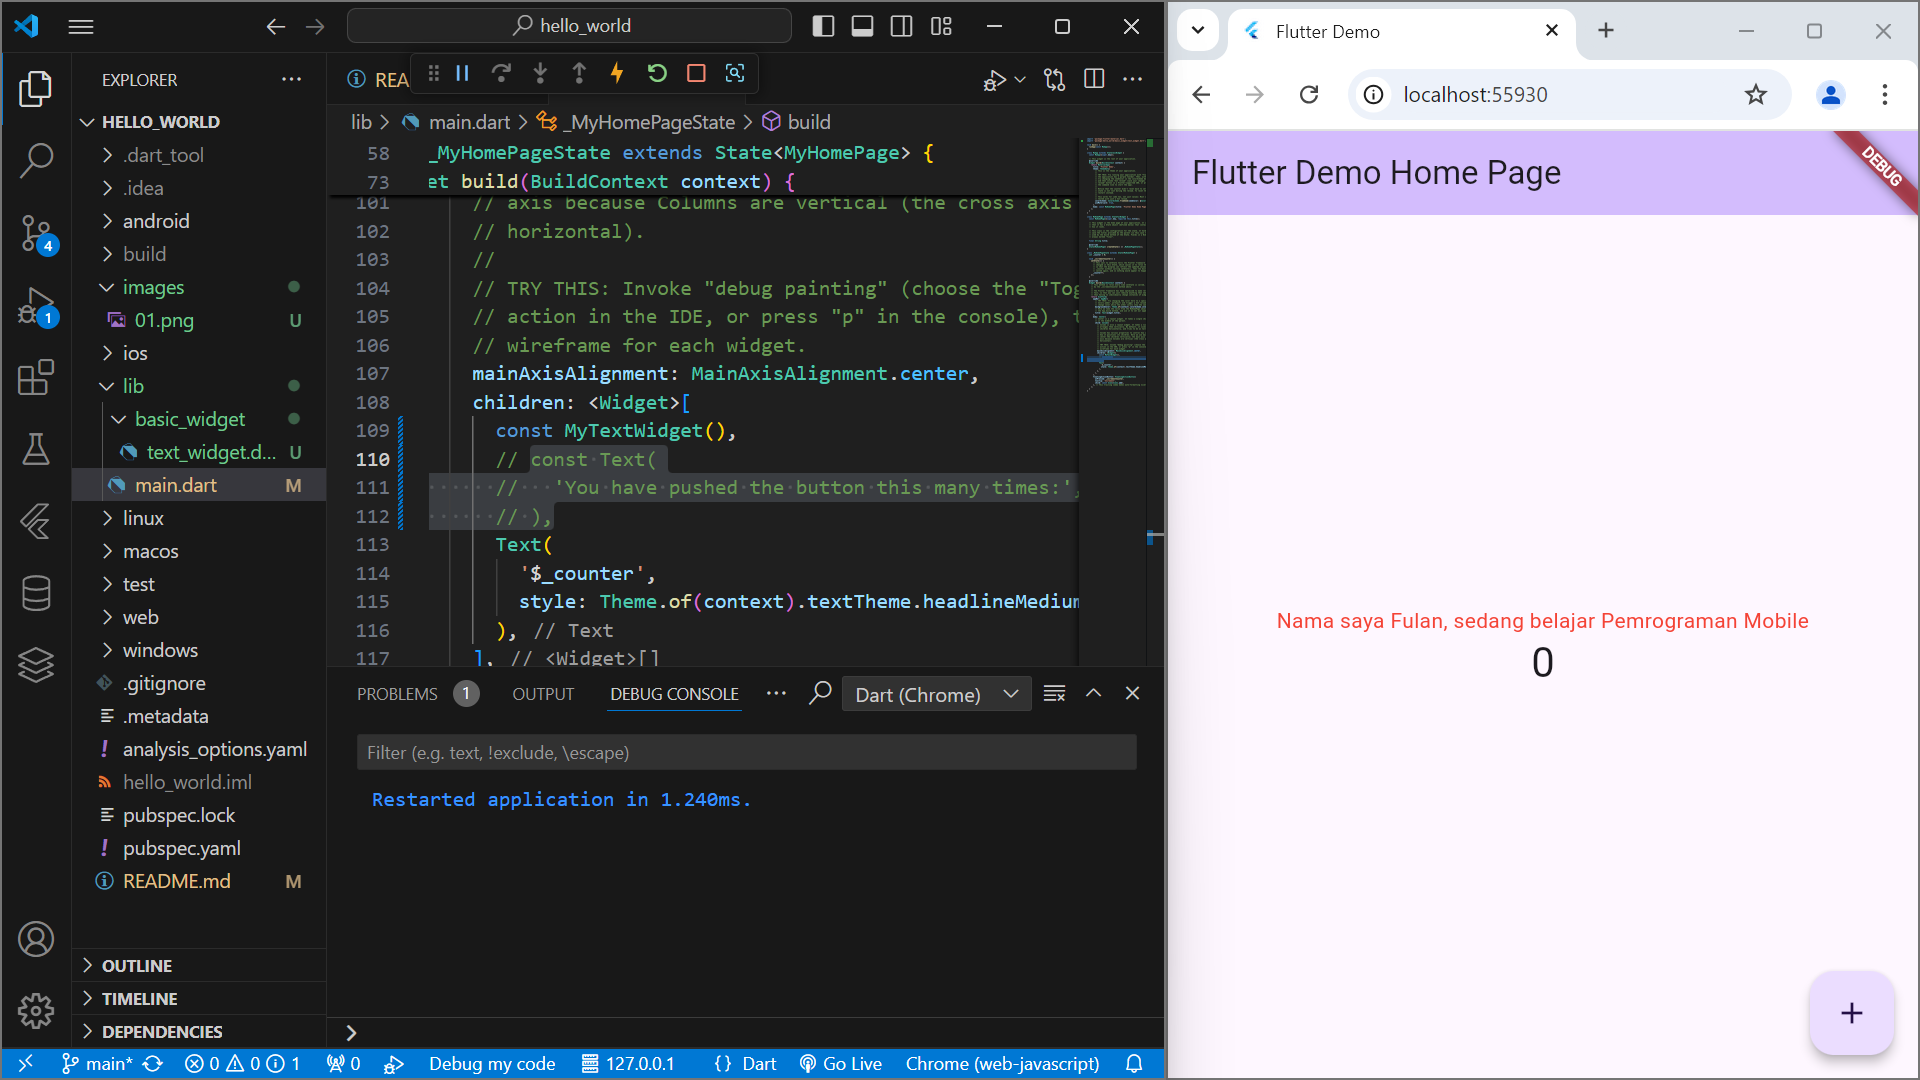 hello_world
EXPLORER
HELLO_WORLD
.dart_tool
.idea
android
build
images
01.png U
ios
lib
basic_widget
text_widget.d... U
main.dart M
linux
macos
test
web
windows
.gitignore
.metadata
analysis_options.yaml
hello_world.iml
pubspec.lock
pubspec.yaml
README.md M
OUTLINE
TIMELINE
DEPENDENCIES
4
1
REA
lib > main.dart > _MyHomePageState > build
58 _MyHomePageState extends State<MyHomePage> {
73 et build(BuildContext context) {
101 // axis because Columns are vertical (the cross axis
102 // horizontal).
103 //
104 // TRY THIS: Invoke "debug painting" (choose the "Tog
105 // action in the IDE, or press "p" in the console), t
106 // wireframe for each widget.
107 mainAxisAlignment: MainAxisAlignment.center,
108 children: <Widget>[
109 const MyTextWidget(),
110 // const Text(
111 //   'You have pushed the button this many times:',
112 // ),
113 Text(
114 '$_counter',
115 style: Theme.of(context).textTheme.headlineMedium
116 ), // Text
117 ], // <Widget>[]
PROBLEMS 1 OUTPUT DEBUG CONSOLE Dart (Chrome)
Filter (e.g. text, !exclude, \escape)
Restarted application in 1.240ms.
main* 0 0 1 0 Debug my code 127.0.0.1 {} Dart Go Live Chrome (web-javascript)
Flutter Demo
localhost:55930
Flutter Demo Home Page
DEBUG
Nama saya Fulan, sedang belajar Pemrograman Mobile
0
+